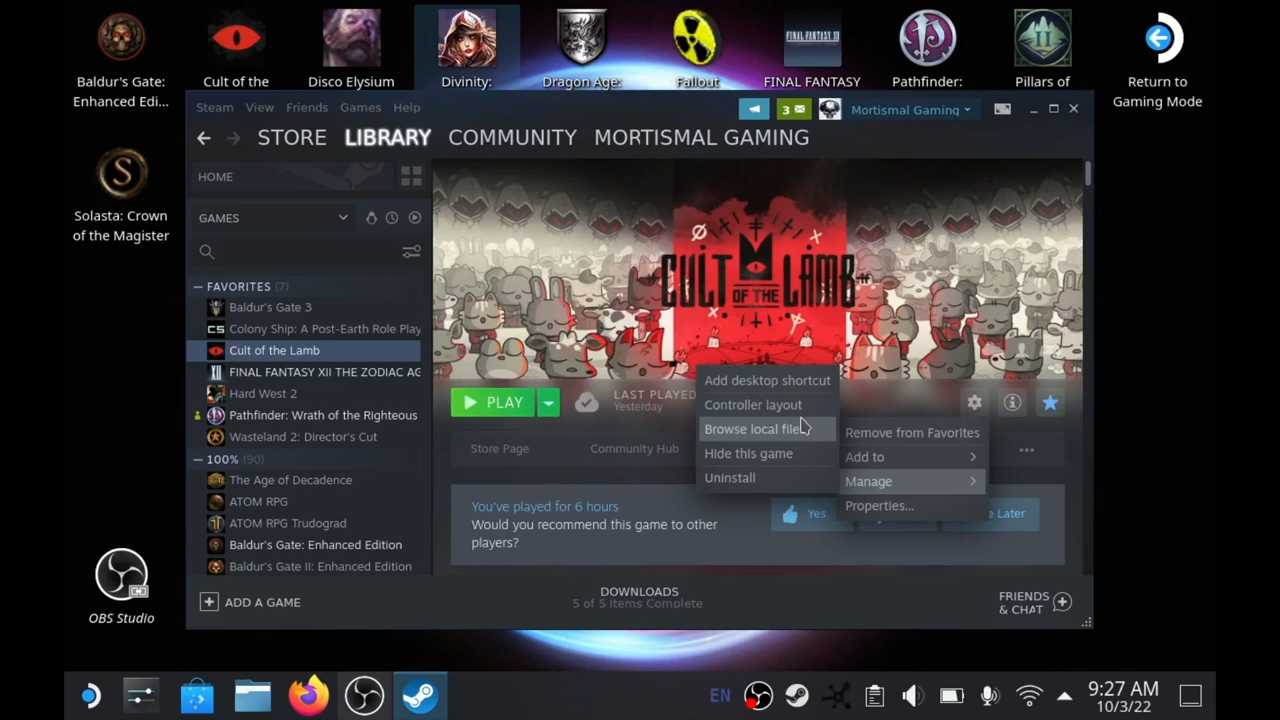 Baldur's Gate:
Enhanced Edi...
Cult of the
Disco Elysium
Divinity:
Dragon Age:
Fallout
FINAL FANTASY
FINAL FANTASY
Pathfinder:
Pillars of
Return to
Gaming Mode
Solasta: Crown
of the Magister
OBS Studio
Steam View Friends Games Help
3
Mortismal Gaming
STORE LIBRARY COMMUNITY MORTISMAL GAMING
HOME
GAMES
FAVORITES (7)
Baldur's Gate 3
CS Colony Ship: A Post-Earth Role Play
Cult of the Lamb
FINAL FANTASY XII THE ZODIAC AG
Hard West 2
Pathfinder: Wrath of the Righteous
Wasteland 2: Director's Cut
100% (90)
The Age of Decadence
ATOM RPG
ATOM RPG Trudograd
Baldur's Gate: Enhanced Edition
Baldur's Gate II: Enhanced Edition
CULT OF THE LAMB
PLAY
LAST PLAYED
Yesterday
Store Page
Community Hub
Add desktop shortcut
Controller layout
Browse local file
Hide this game
Uninstall
Remove from Favorites
Add to
Manage
Properties...
You've played for 6 hours
Would you recommend this game to other
players?
Yes
Later
ADD A GAME
DOWNLOADS
5 of 5 Items Complete
FRIENDS
& CHAT
EN
9:27 AM
10/3/22